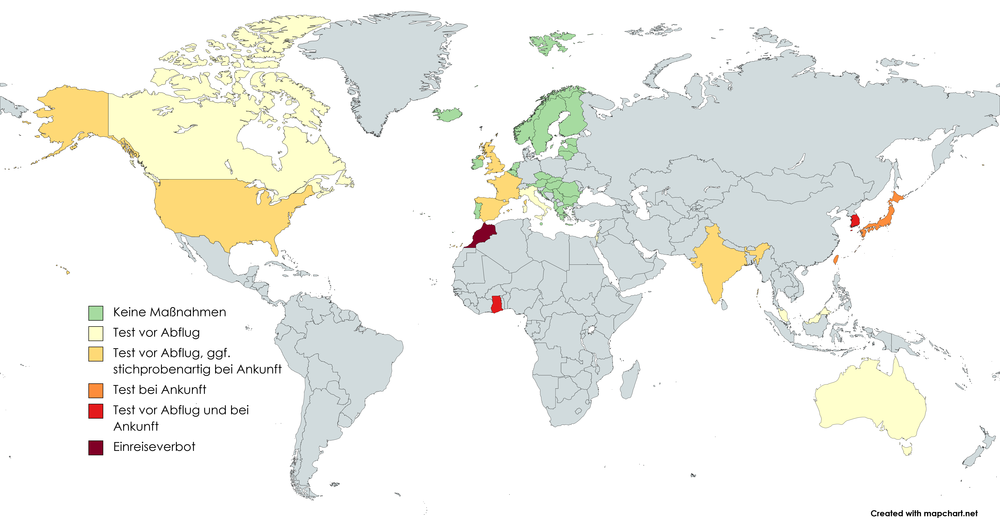 Keine Maßnahmen
Test vor Abflug
Test vor Abflug, ggf.
stichprobenartig bei Ankunft
Test bei Ankunft
Test vor Abflug und bei
Ankunft
Einreiseverbot
Created with mapchart.net